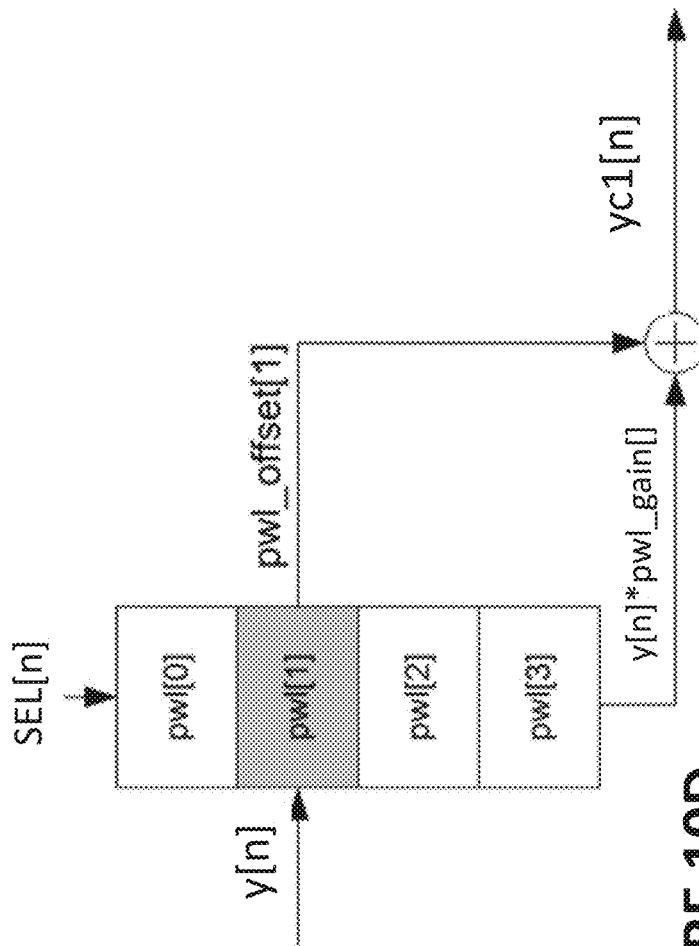 SEL[n]
y[n]
pwl[0]
pwl[1]
pwl[2]
pwl[3]
pwl_offset[1]
y[n]*pwl_gain[]
+
yc1[n]